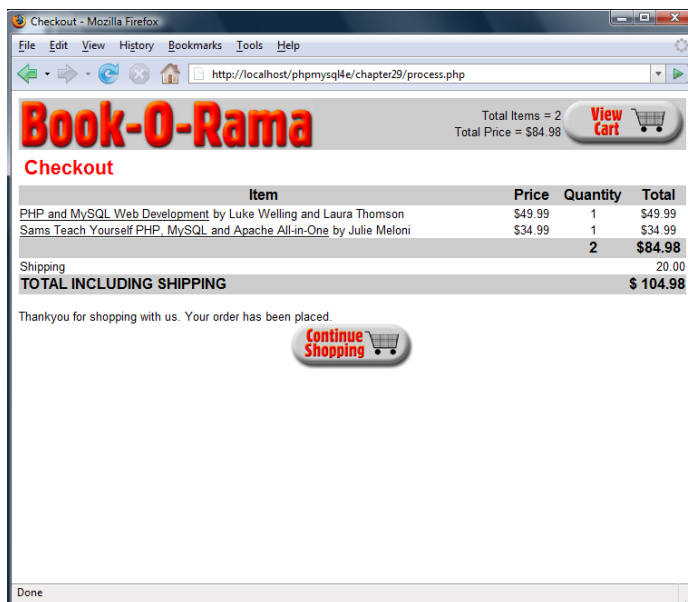 Checkout - Mozilla Firefox
File Edit View History Bookmarks Tools Help
http://localhost/phpmysql4e/chapter29/process.php
Book-O-Rama
Total Items = 2
Total Price = $84.98
View Cart
Checkout
Item Price Quantity Total
PHP and MySQL Web Development by Luke Welling and Laura Thomson $49.99 1 $49.99
Sams Teach Yourself PHP, MySQL and Apache All-in-One by Julie Meloni $34.99 1 $34.99
2 $84.98
Shipping 20.00
TOTAL INCLUDING SHIPPING $ 104.98
Thankyou for shopping with us. Your order has been placed.
Continue
Shopping
Done